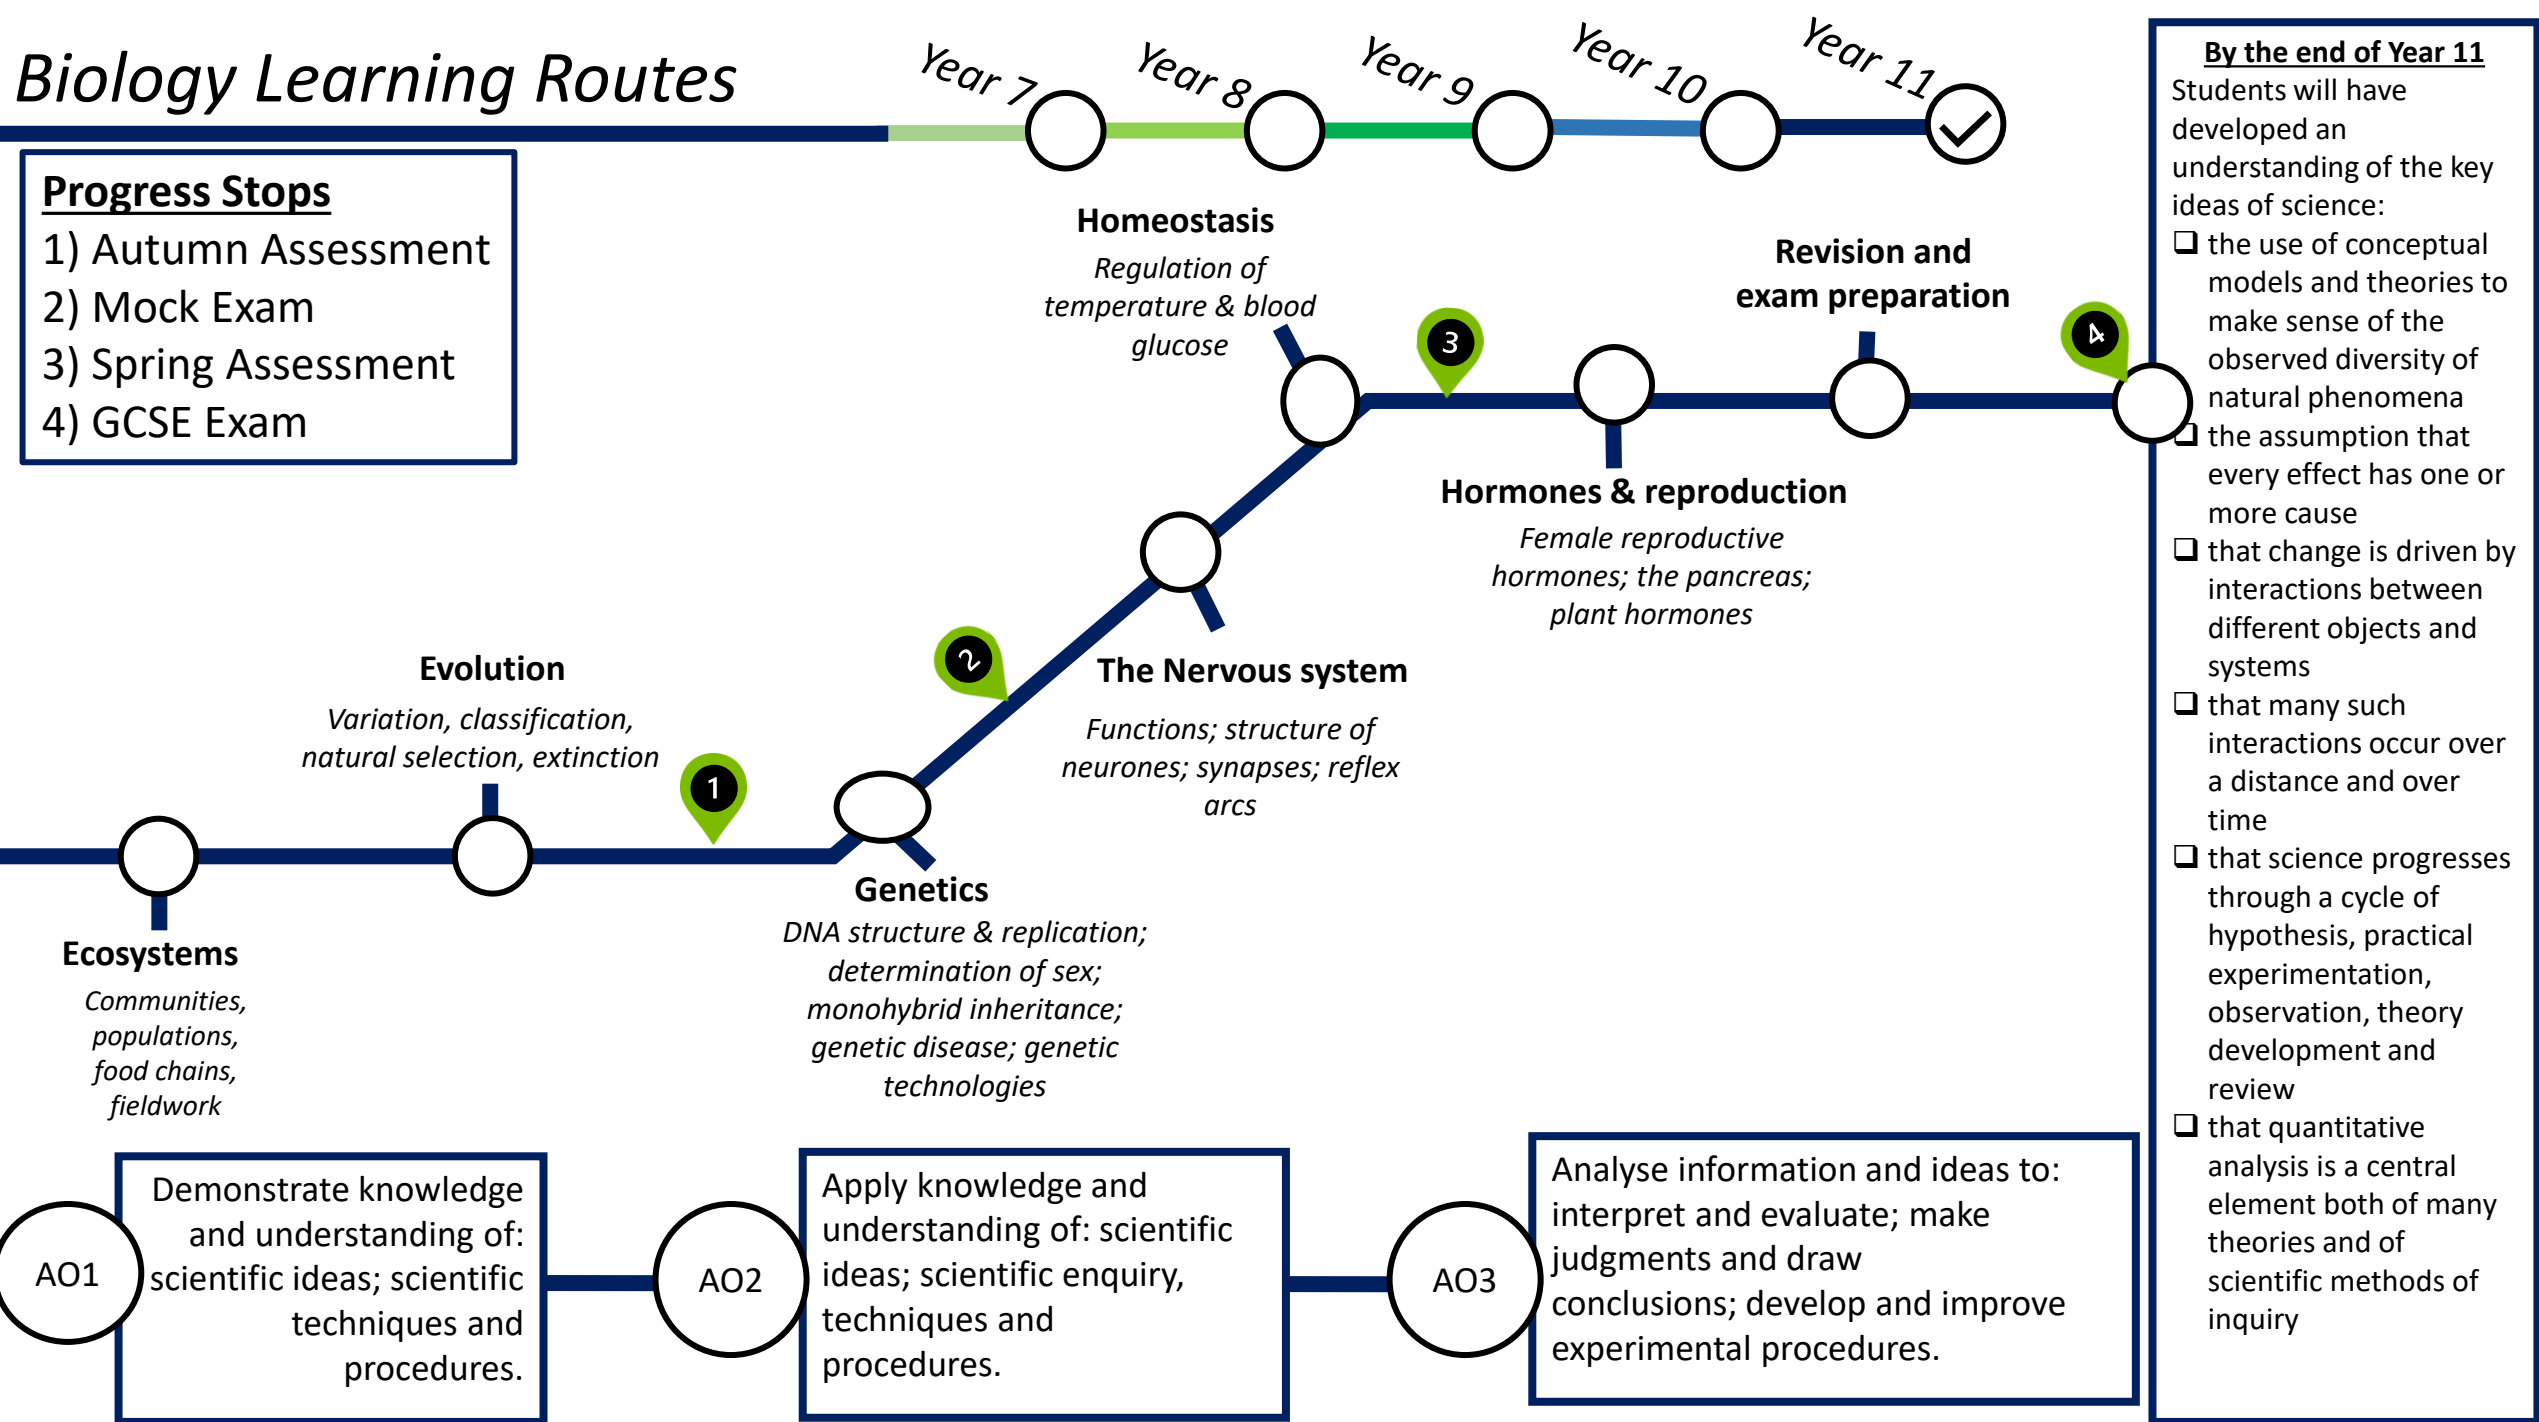 Biology Learning Routes
Year 7
Year 8
Year 9
Year 10
Year 11
Progress Stops
1) Autumn Assessment
2) Mock Exam
3) Spring Assessment
4) GCSE Exam
Homeostasis
Regulation of
temperature & blood
glucose
Revision and
exam preparation
3
4
Hormones & reproduction
Female reproductive
hormones; the pancreas;
plant hormones
2
The Nervous system
Functions; structure of
neurones; synapses; reflex
arcs
Evolution
Variation, classification,
natural selection, extinction
1
Genetics
DNA structure & replication;
determination of sex;
monohybrid inheritance;
genetic disease; genetic
technologies
Ecosystems
Communities,
populations,
food chains,
fieldwork
AO1
Demonstrate knowledge
and understanding of:
scientific ideas; scientific
techniques and
procedures.
AO2
Apply knowledge and
understanding of: scientific
ideas; scientific enquiry,
techniques and
procedures.
AO3
Analyse information and ideas to:
interpret and evaluate; make
judgments and draw
conclusions; develop and improve
experimental procedures.
By the end of Year 11
Students will have
developed an
understanding of the key
ideas of science:
❑ the use of conceptual
models and theories to
make sense of the
observed diversity of
natural phenomena
❑ the assumption that
every effect has one or
more cause
❑ that change is driven by
interactions between
different objects and
systems
❑ that many such
interactions occur over
a distance and over
time
❑ that science progresses
through a cycle of
hypothesis, practical
experimentation,
observation, theory
development and
review
❑ that quantitative
analysis is a central
element both of many
theories and of
scientific methods of
inquiry